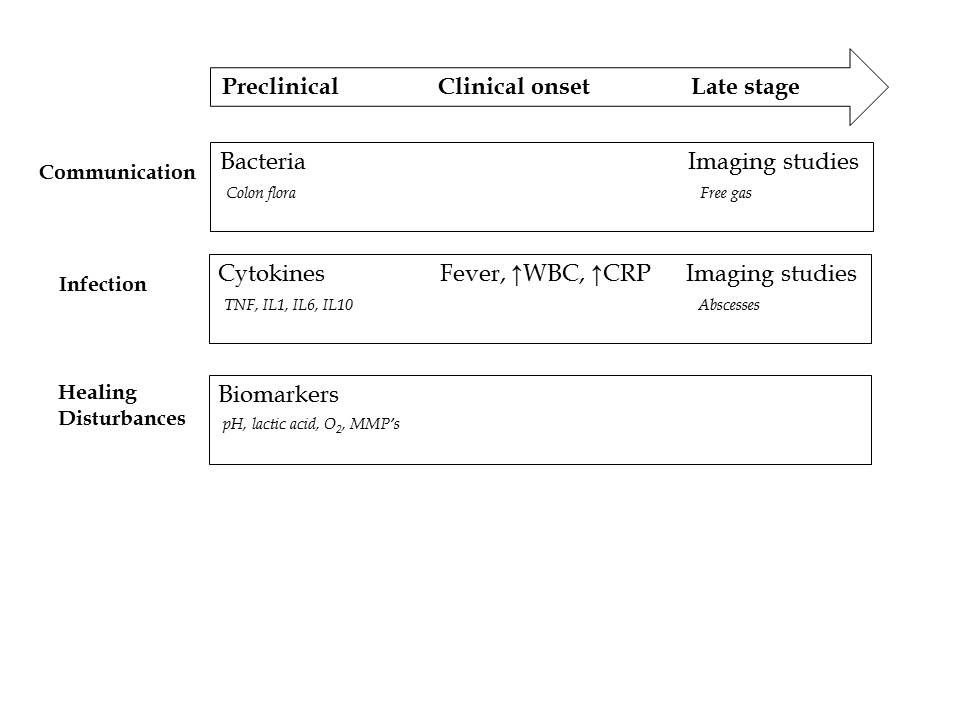 Preclinical Clinical onset Late stage
Communication
Bacteria Imaging studies
Colon flora Free gas
Infection
Cytokines Fever, ↑WBC, ↑CRP Imaging studies
TNF, IL1, IL6, IL10 Abscesses
Healing
Disturbances
Biomarkers
pH, lactic acid, O₂, MMP's